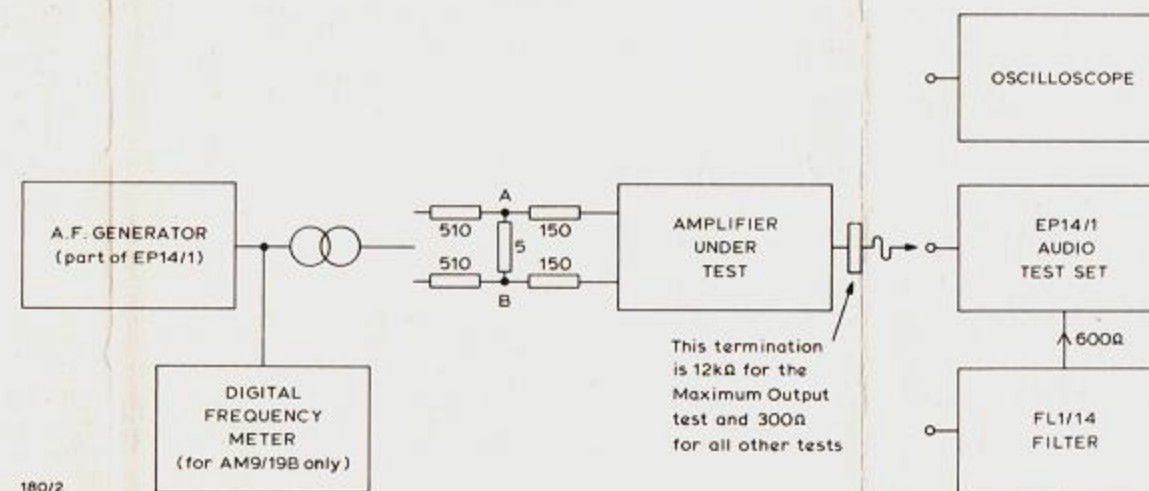 OSCILLOSCOPE
A.F. GENERATOR
(part of EP14/1)
A
510
150
5
510
150
B
AMPLIFIER
UNDER
TEST
EP14/1
AUDIO
TEST SET
600Ω
This termination
is 12kΩ for the
Maximum Output
test and 300Ω
for all other tests
DIGITAL
FREQUENCY
METER
(for AM9/19B only)
FL1/14
FILTER
180/2